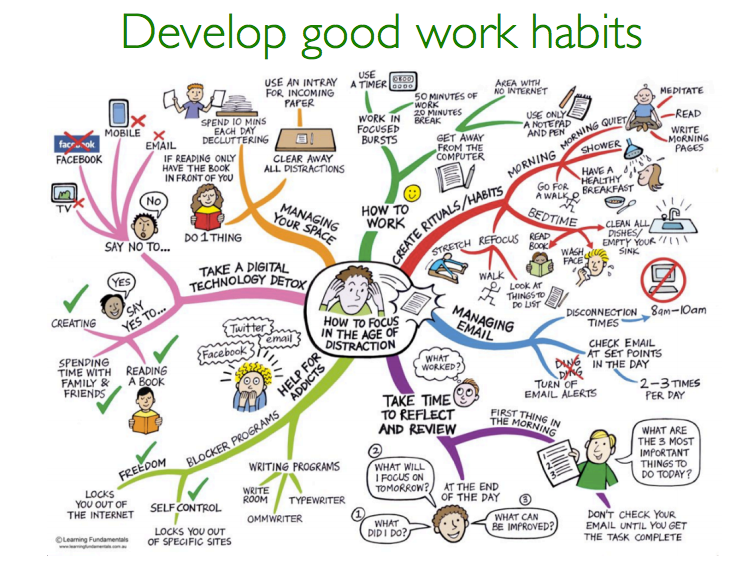 Develop good work habits
HOW TO FOCUS
IN THE AGE OF
DISTRACTION
HOW TO
WORK
USE
A TIMER
WORK IN
FOCUSED
BURSTS
50 MINUTES OF
WORK
20 MINUTES
BREAK
GET AWAY
FROM THE
COMPUTER
AREA WITH
NO INTERNET
USE ONLY
A NOTEPAD
AND PEN
CREATE RITUALS/HABITS
MORNING
MORNING QUIET
MEDITATE
READ
WRITE
MORNING
PAGES
SHOWER
HAVE A
HEALTHY
BREAKFAST
GO FOR
A WALK
BEDTIME
CLEAN ALL
DISHES/
EMPTY YOUR
SINK
READ
BOOK
WASH
FACE
REFOCUS
STRETCH
WALK
LOOK AT
THINGS TO
DO LIST
MANAGING
EMAIL
DISCONNECTION
TIMES
8am-10am
CHECK EMAIL
AT SET POINTS
IN THE DAY
2-3 TIMES
PER DAY
DING
DING
TURN OF
EMAIL ALERTS
TAKE TIME
TO REFLECT
AND REVIEW
WHAT
WORKED?
FIRST THING IN
THE MORNING
1
2
3
WHAT ARE
THE 3 MOST
IMPORTANT
THINGS TO
DO TODAY?
DON'T CHECK YOUR
EMAIL UNTIL YOU GET
THE TASK COMPLETE
AT THE END
OF THE DAY
1
WHAT
DID I DO?
2
WHAT WILL
I FOCUS ON
TOMORROW?
3
WHAT CAN
BE IMPROVED?
HELP FOR
ADDICTS
Twitter
email
Facebook
BLOCKER PROGRAMS
FREEDOM
LOCKS
YOU OUT OF
THE INTERNET
SELF CONTROL
LOCKS YOU OUT
OF SPECIFIC SITES
WRITING PROGRAMS
WRITE
ROOM
OMMWRITER
TYPEWRITER
TAKE A DIGITAL
TECHNOLOGY DETOX
SAY NO TO...
NO
TV
facebook
FACEBOOK
MOBILE
EMAIL
SAY
YES TO...
YES
CREATING
SPENDING
TIME WITH
FAMILY &
FRIENDS
READING
A BOOK
MANAGING
YOUR SPACE
SPEND 10 MINS
EACH DAY
DECLUTTERING
USE AN INTRAY
FOR INCOMING
PAPER
CLEAR AWAY
ALL DISTRACTIONS
IF READING ONLY
HAVE THE BOOK
IN FRONT OF YOU
DO 1 THING
© Learning Fundamentals
www.learningfundamentals.com.au